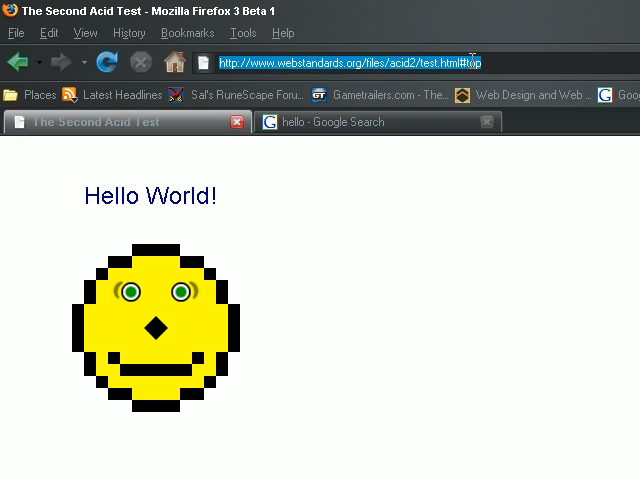 The Second Acid Test - Mozilla Firefox 3 Beta 1
File Edit View History Bookmarks Tools Help
http://www.webstandards.org/files/acid2/test.html#top
Places Latest Headlines Sal's RuneScape Foru... GT Gametrailers.com - The... Web Design and Web ... G Goog
The Second Acid Test G hello - Google Search
Hello World!